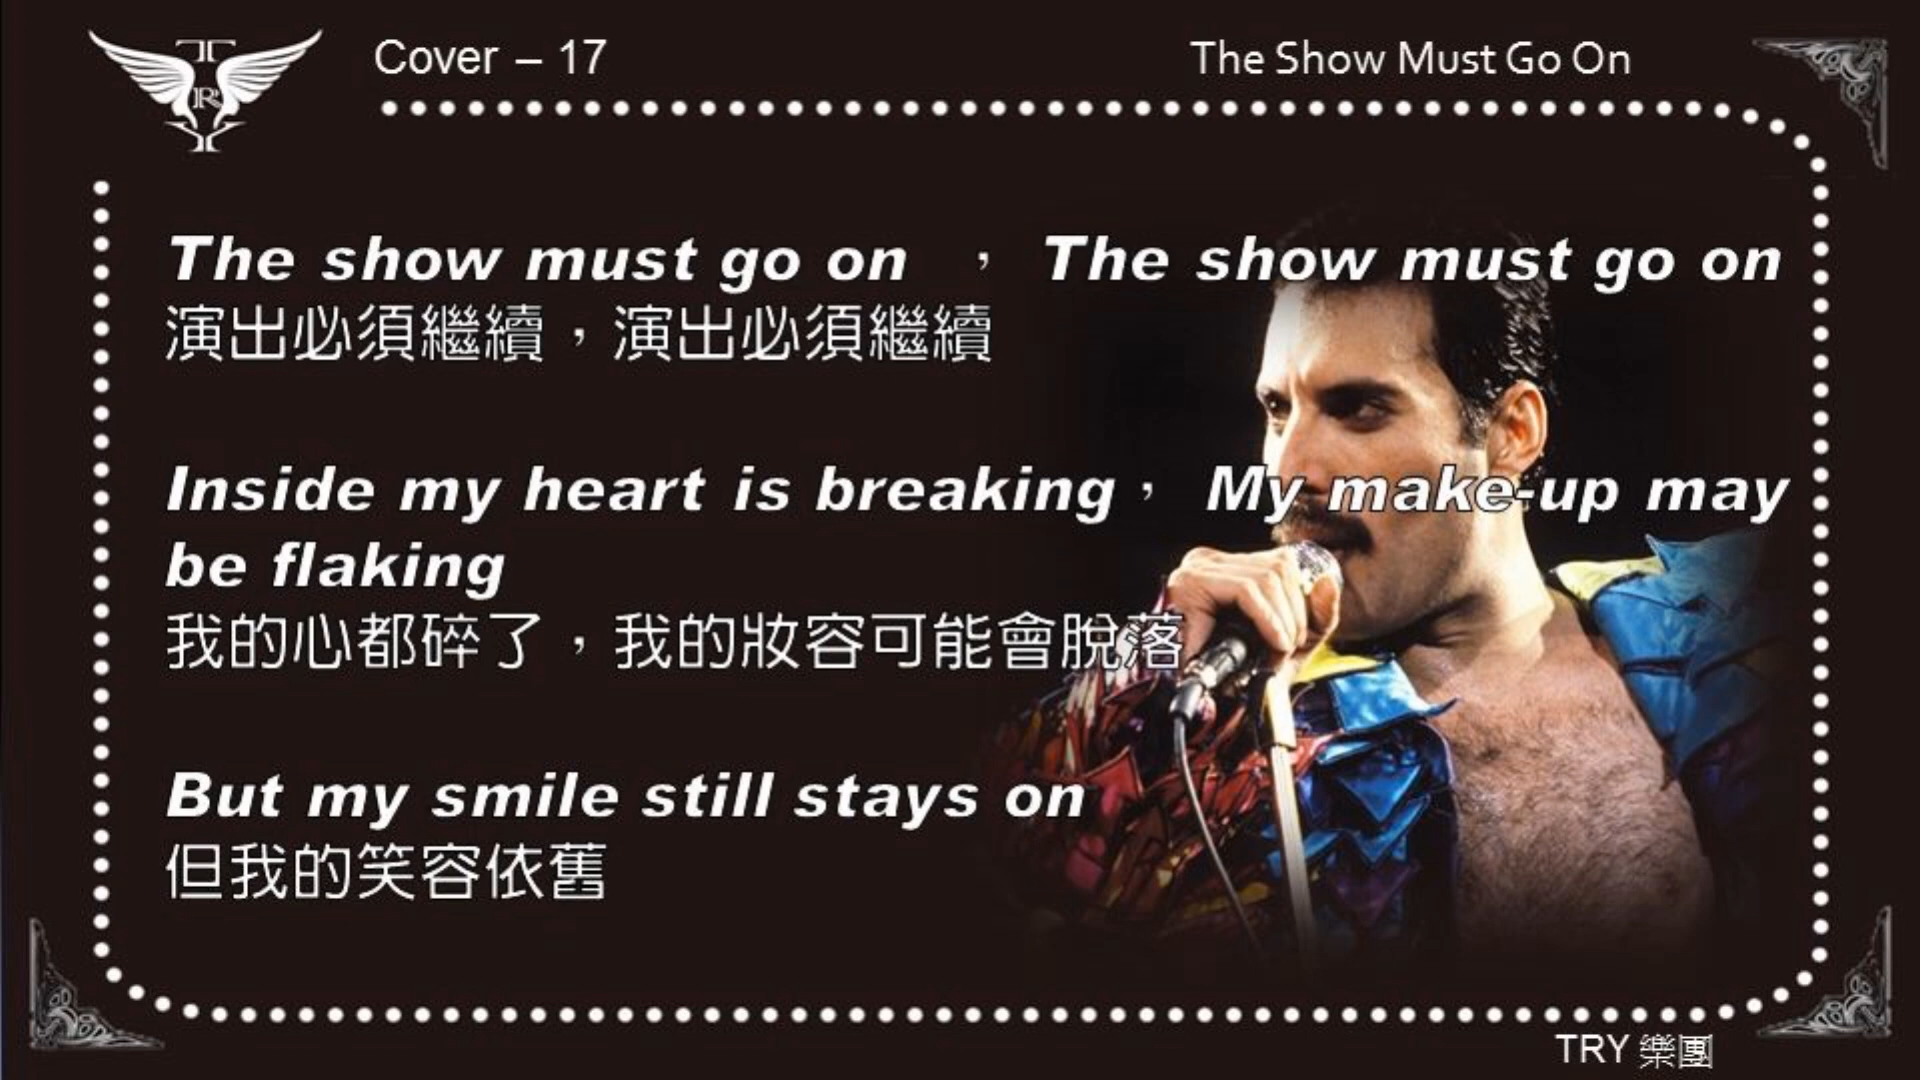 TRY
Cover – 17
The Show Must Go On
The show must go on ， The show must go on
演出必須繼續，演出必須繼續
Inside my heart is breaking， My make-up may
be flaking
我的心都碎了，我的妝容可能會脫落
But my smile still stays on
但我的笑容依舊
TRY 樂團